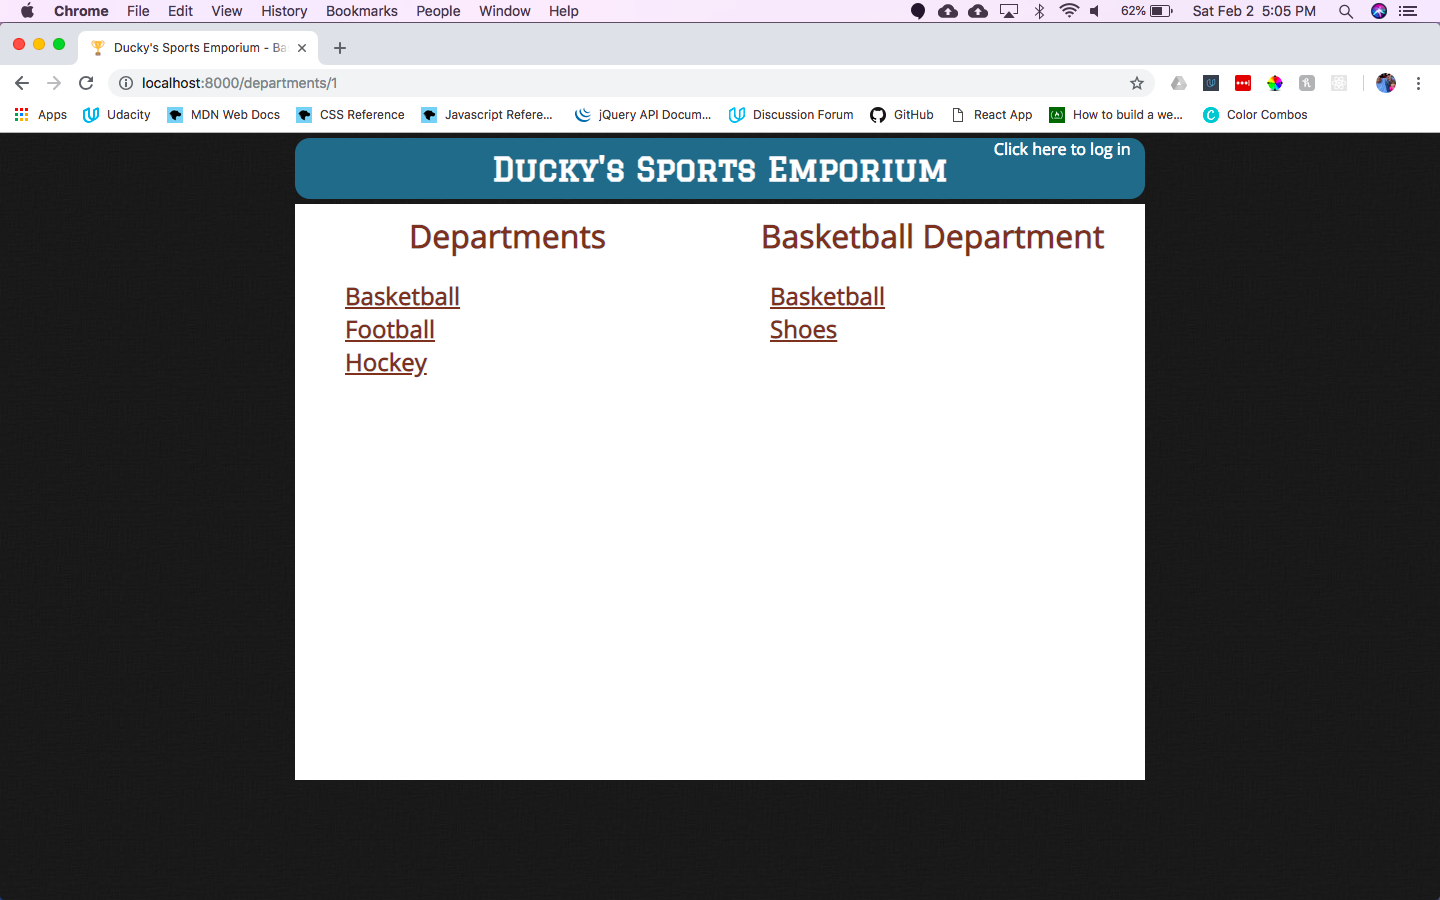 Chrome File Edit View History Bookmarks People Window Help 62% Sat Feb 2 5:05 PM
Ducky's Sports Emporium - Ba
localhost:8000/departments/1
Apps Udacity MDN Web Docs CSS Reference Javascript Refere... jQuery API Docum... Discussion Forum GitHub React App How to build a we... Color Combos
Click here to log in
Ducky's Sports Emporium
Departments
Basketball
Football
Hockey
Basketball Department
Basketball
Shoes